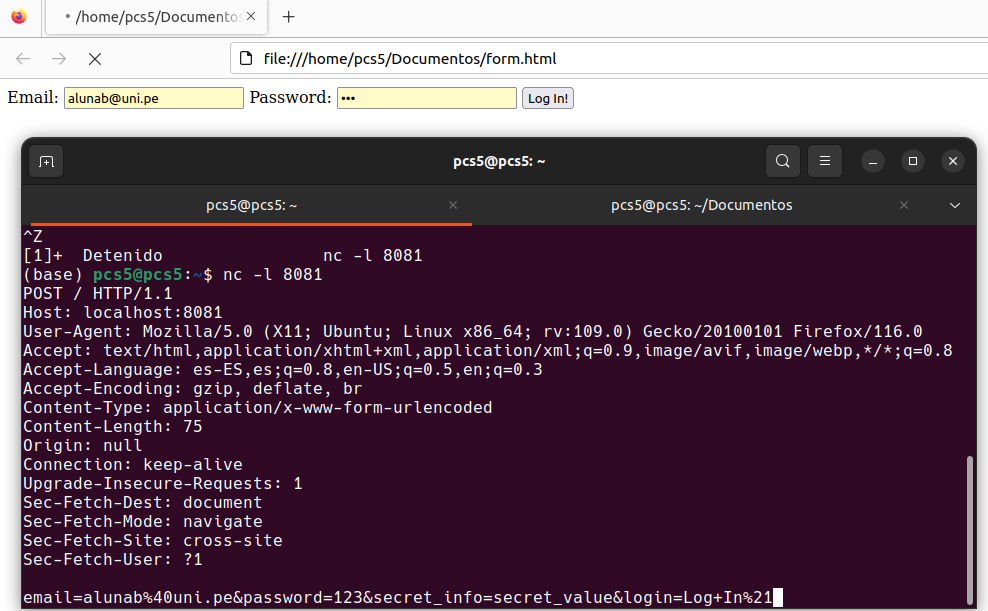 /home/pcs5/Documentos
file:///home/pcs5/Documentos/form.html
Email: alunab@uni.pe Password: ••• Log In!
pcs5@pcs5: ~
pcs5@pcs5: ~ pcs5@pcs5: ~/Documentos
^Z
[1]+  Detenido                nc -l 8081
(base) pcs5@pcs5:~$ nc -l 8081
POST / HTTP/1.1
Host: localhost:8081
User-Agent: Mozilla/5.0 (X11; Ubuntu; Linux x86_64; rv:109.0) Gecko/20100101 Firefox/116.0
Accept: text/html,application/xhtml+xml,application/xml;q=0.9,image/avif,image/webp,*/*;q=0.8
Accept-Language: es-ES,es;q=0.8,en-US;q=0.5,en;q=0.3
Accept-Encoding: gzip, deflate, br
Content-Type: application/x-www-form-urlencoded
Content-Length: 75
Origin: null
Connection: keep-alive
Upgrade-Insecure-Requests: 1
Sec-Fetch-Dest: document
Sec-Fetch-Mode: navigate
Sec-Fetch-Site: cross-site
Sec-Fetch-User: ?1
email=alunab%40uni.pe&password=123&secret_info=secret_value&login=Log+In%21